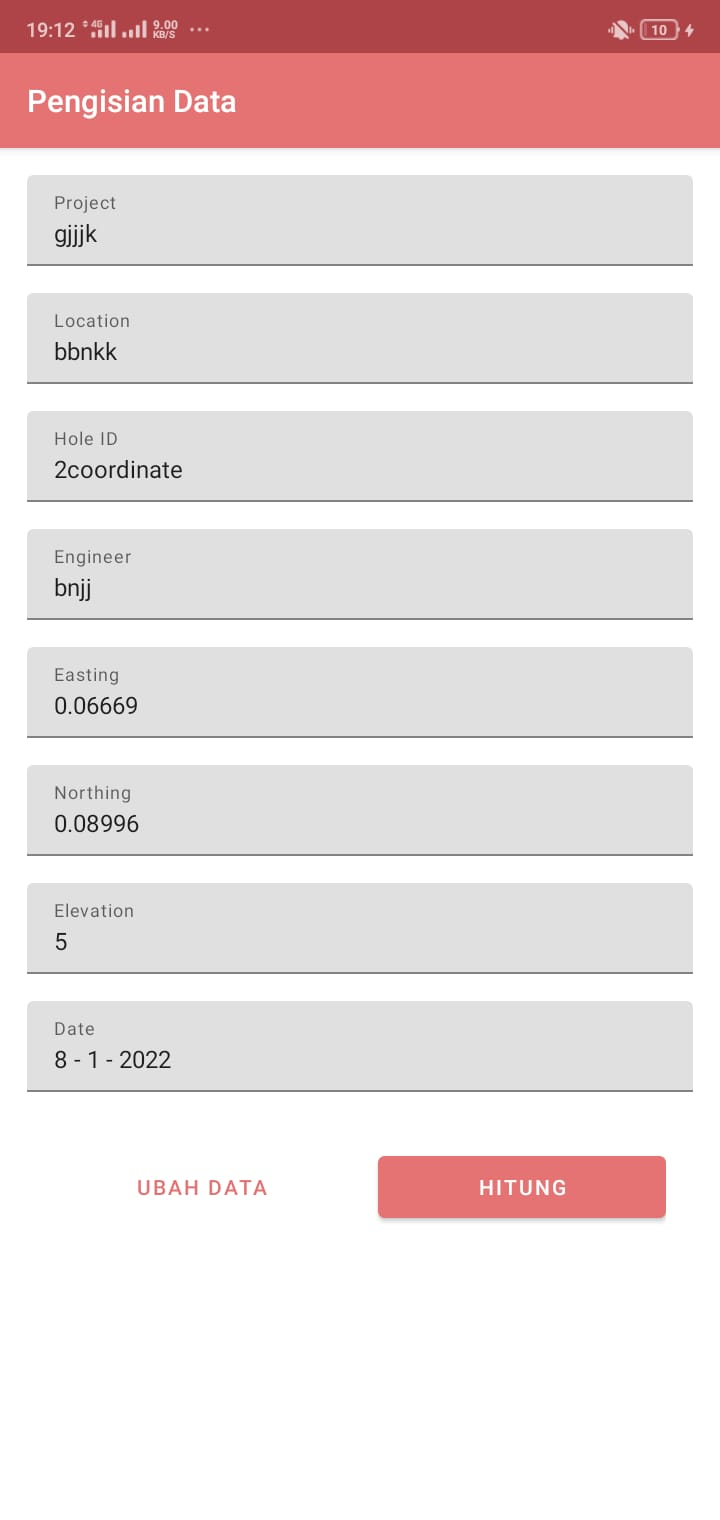 19:12 4G 9.00 KB/S ... 10
Pengisian Data
Project
gjjjk
Location
bbnkk
Hole ID
2coordinate
Engineer
bnjj
Easting
0.06669
Northing
0.08996
Elevation
5
Date
8 - 1 - 2022
UBAH DATA HITUNG